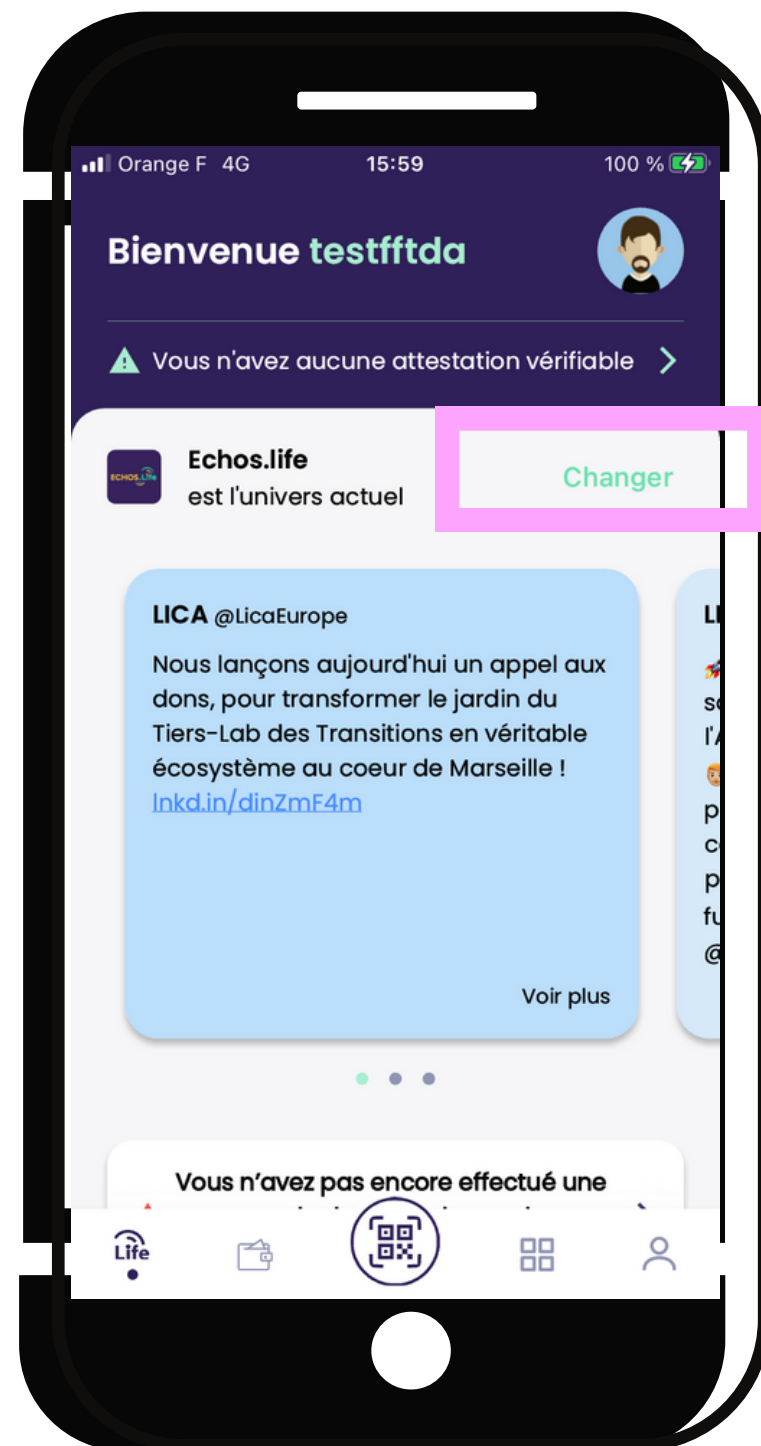 Orange F 4G 15:59 100 %
Bienvenue testfftda
Vous n'avez aucune attestation vérifiable
ECHOS.Life
Echos.life
est l'univers actuel
Changer
LICA @LicaEurope
Nous lançons aujourd'hui un appel aux
dons, pour transformer le jardin du
Tiers-Lab des Transitions en véritable
écosystème au coeur de Marseille !
lnkd.in/dinZmF4m
Voir plus
Vous n’avez pas encore effectué une
Life